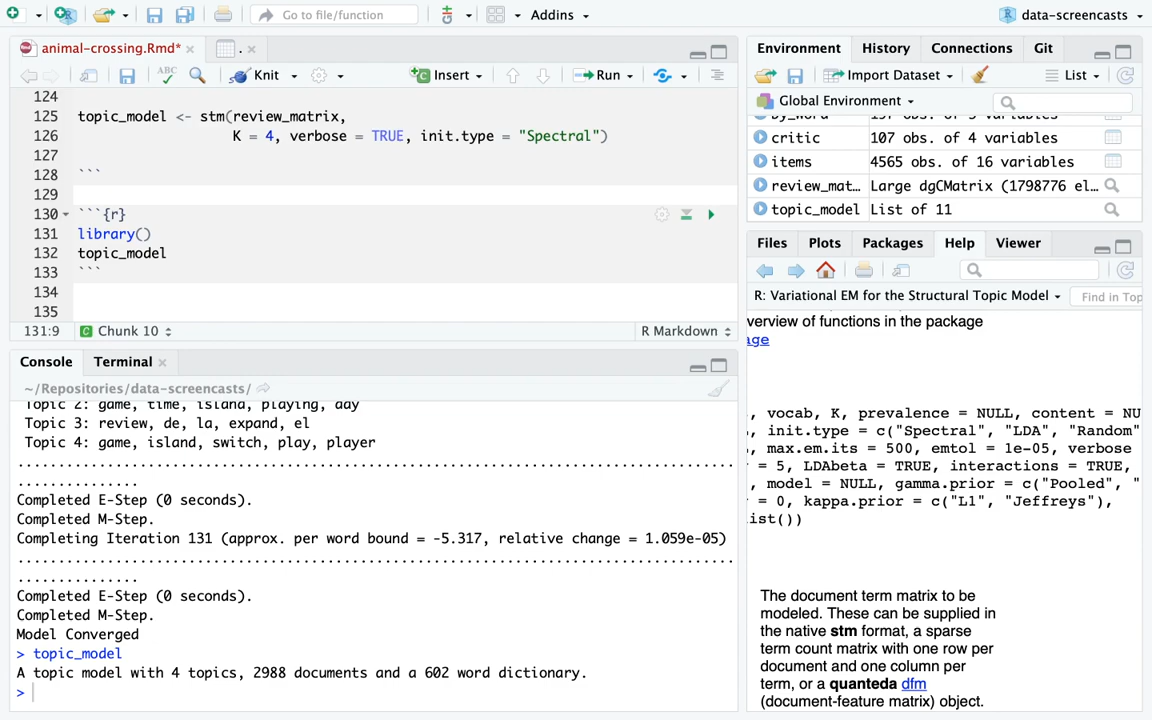 Go to file/function
Addins
data-screencasts
animal-crossing.Rmd*
.
ABC
Knit
Insert
Run
124
125 topic_model <- stm(review_matrix,
126 K = 4, verbose = TRUE, init.type = "Spectral")
127
128 ```
129
130 ```{r}
131 library()
132 topic_model
133 ```
134
135
131:9 C Chunk 10 R Markdown
Console Terminal
~/Repositories/data-screencasts/
Topic 2: game, time, island, playing, day
Topic 3: review, de, la, expand, el
Topic 4: game, island, switch, play, player
....................................................................................
...............
Completed E-Step (0 seconds).
Completed M-Step.
Completing Iteration 131 (approx. per word bound = -5.317, relative change = 1.059e-05)
....................................................................................
...............
Completed E-Step (0 seconds).
Completed M-Step.
Model Converged
> topic_model
A topic model with 4 topics, 2988 documents and a 602 word dictionary.
>
Environment History Connections Git
Import Dataset List
Global Environment
by_word 197 obs. of 5 variables
critic 107 obs. of 4 variables
items 4565 obs. of 16 variables
review_mat… Large dgCMatrix (1798776 el…
topic_model List of 11
Files Plots Packages Help Viewer
R: Variational EM for the Structural Topic Model Find in Top
verview of functions in the package
age
, vocab, K, prevalence = NULL, content = NU
, init.type = c("Spectral", "LDA", "Random"
, max.em.its = 500, emtol = 1e-05, verbose
= 5, LDAbeta = TRUE, interactions = TRUE,
, model = NULL, gamma.prior = c("Pooled", "
= 0, kappa.prior = c("L1", "Jeffreys"),
ist())
The document term matrix to be
modeled. These can be supplied in
the native stm format, a sparse
term count matrix with one row per
document and one column per
term, or a quanteda dfm
(document-feature matrix) object.